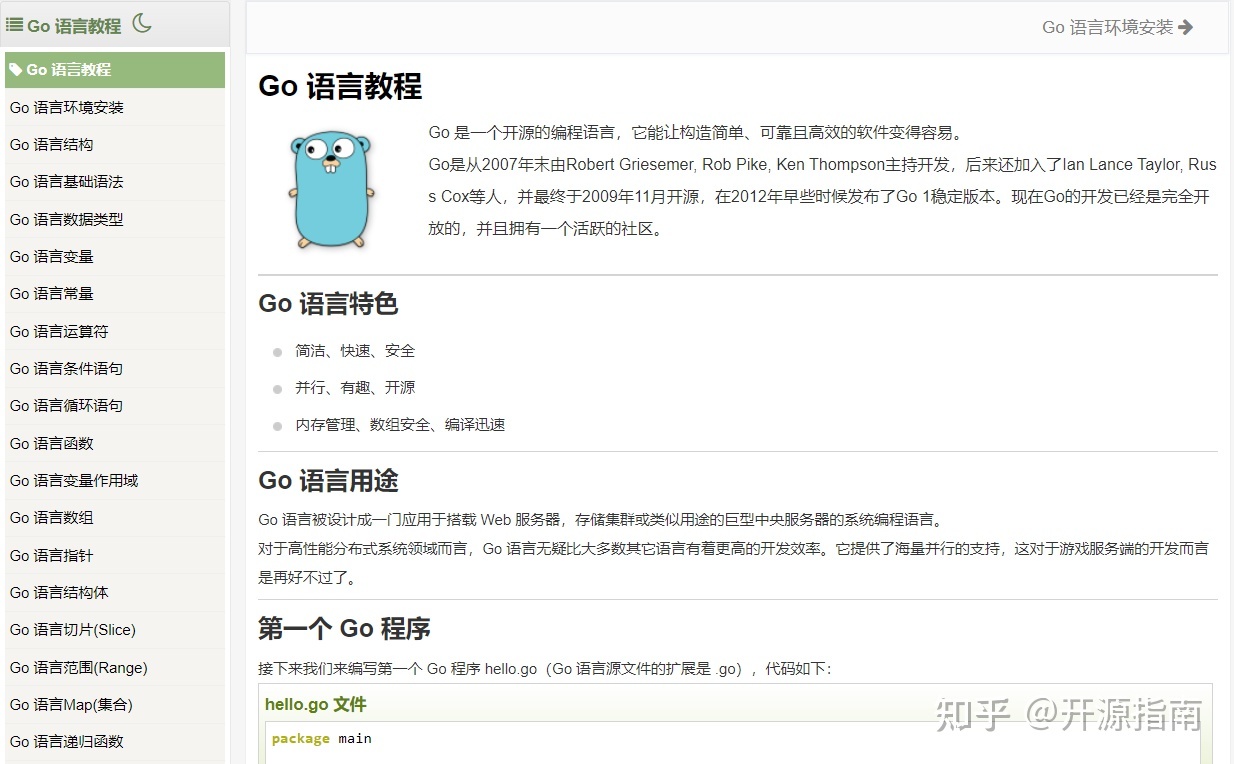 Go 语言教程
Go 语言教程
Go 语言环境安装
Go 语言结构
Go 语言基础语法
Go 语言数据类型
Go 语言变量
Go 语言常量
Go 语言运算符
Go 语言条件语句
Go 语言循环语句
Go 语言函数
Go 语言变量作用域
Go 语言数组
Go 语言指针
Go 语言结构体
Go 语言切片(Slice)
Go 语言范围(Range)
Go 语言Map(集合)
Go 语言递归函数
Go 语言环境安装
Go 语言教程
Go 是一个开源的编程语言，它能让构造简单、可靠且高效的软件变得容易。
Go是从2007年末由Robert Griesemer, Rob Pike, Ken Thompson主持开发，后来还加入了Ian Lance Taylor, Rus
s Cox等人，并最终于2009年11月开源，在2012年早些时候发布了Go 1稳定版本。现在Go的开发已经是完全开
放的，并且拥有一个活跃的社区。
Go 语言特色
简洁、快速、安全
并行、有趣、开源
内存管理、数组安全、编译迅速
Go 语言用途
Go 语言被设计成一门应用于搭载 Web 服务器，存储集群或类似用途的巨型中央服务器的系统编程语言。
对于高性能分布式系统领域而言，Go 语言无疑比大多数其它语言有着更高的开发效率。它提供了海量并行的支持，这对于游戏服务端的开发而言
是再好不过了。
第一个 Go 程序
接下来我们来编写第一个 Go 程序 hello.go（Go 语言源文件的扩展是 .go），代码如下：
hello.go 文件
package main
知乎 @开源指南